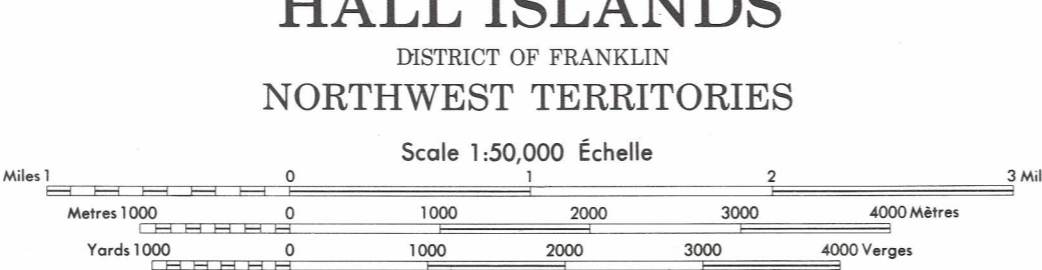 HALL ISLANDS
DISTRICT OF FRANKLIN
NORTHWEST TERRITORIES
Scale 1:50,000 Échelle
Miles 1 0 1 2 3 Mil
Metres 1000 0 1000 2000 3000 4000 Mètres
Yards 1000 0 1000 2000 3000 4000 Verges